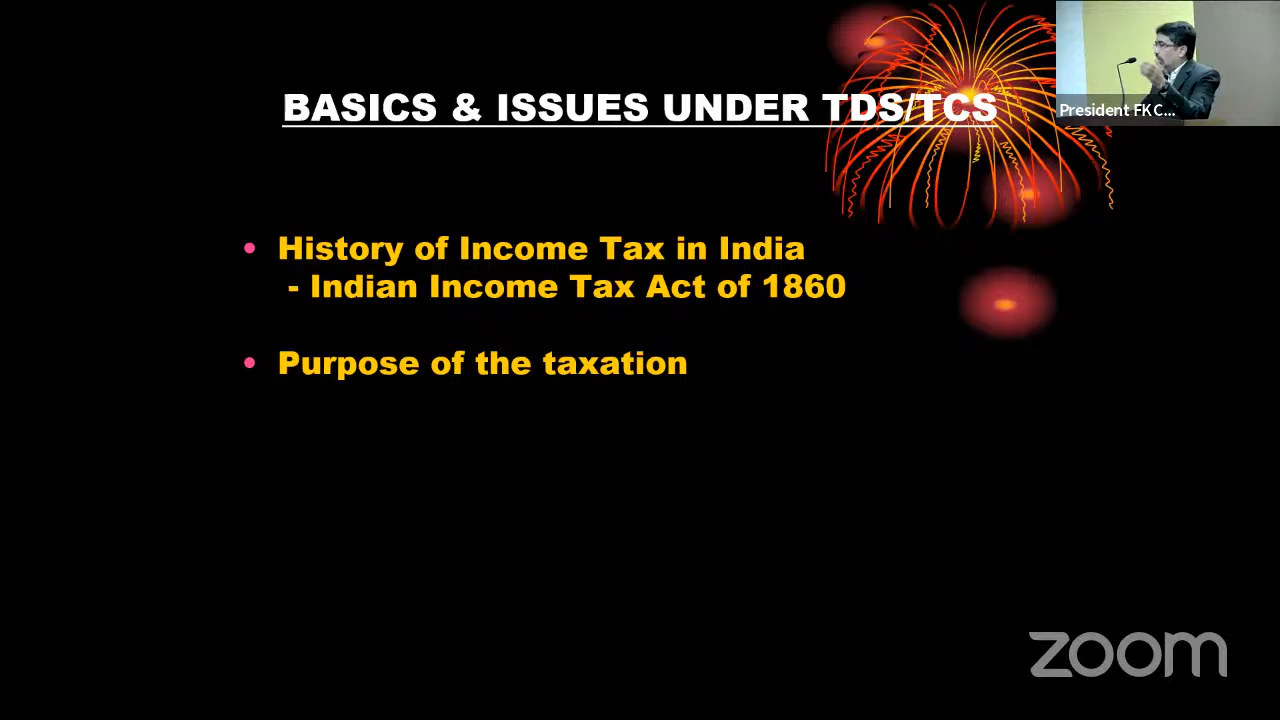 BASICS & ISSUES UNDER TDS/TCS
President FKC...
• History of Income Tax in India
- Indian Income Tax Act of 1860
• Purpose of the taxation
zoom